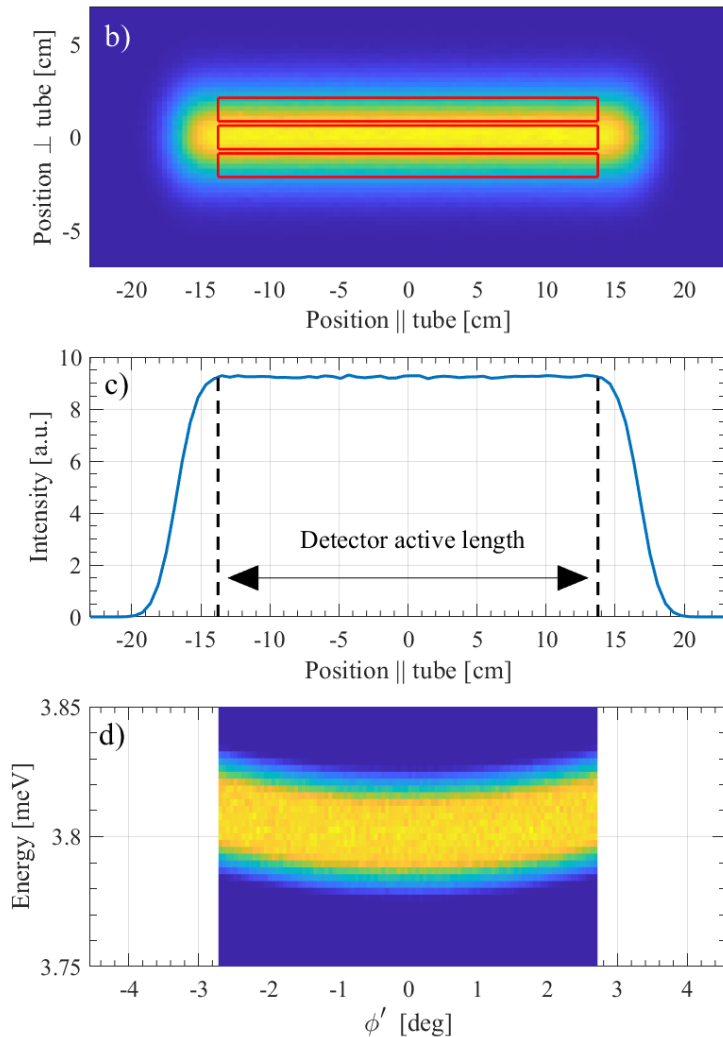 b)
Position ⊥ tube [cm]
5
0
-5
-20 -15 -10 -5 0 5 10 15 20
Position || tube [cm]
c)
Intensity [a.u.]
10
8
6
4
2
0
Detector active length
-20 -15 -10 -5 0 5 10 15 20
Position || tube [cm]
d)
Energy [meV]
3.85
3.8
3.75
-4 -3 -2 -1 0 1 2 3 4
ϕ′ [deg]